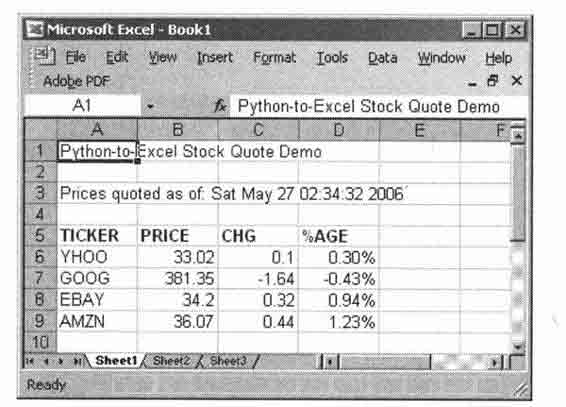 Microsoft Excel - Book1
File Edit View Insert Format Tools Data Window Help
Adobe PDF
A1 fx Python-to-Excel Stock Quote Demo
A B C D E F
1 Python-to-Excel Stock Quote Demo
2
3 Prices quoted as of: Sat May 27 02:34:32 2006
4
5 TICKER PRICE CHG %AGE
6 YHOO 33.02 0.1 0.30%
7 GOOG 381.35 -1.64 -0.43%
8 EBAY 34.2 0.32 0.94%
9 AMZN 36.07 0.44 1.23%
10
Sheet1 Sheet2 Sheet3
Ready